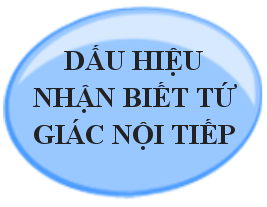 DẤU HIỆU
NHẬN BIẾT TỨ
GIÁC NỘI TIẾP